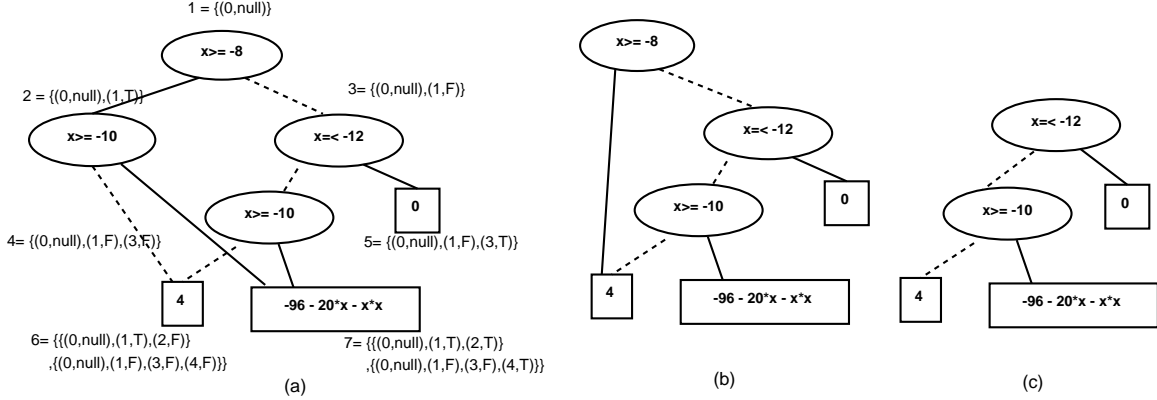 1 = {(0,null)}
x>= -8
2 = {(0,null),(1,T)}
3= {(0,null),(1,F)}
x>= -10
x=< -12
x>= -10
0
4= {(0,null),(1,F),(3,F)}
5= {(0,null),(1,F),(3,T)}
4
-96 - 20*x - x*x
6= {{(0,null),(1,T),(2,F)}
,{(0,null),(1,F),(3,F),(4,F)}}
7= {{(0,null),(1,T),(2,T)}
,{(0,null),(1,F),(3,F),(4,T)}}
(a)
x>= -8
x=< -12
x>= -10
0
4
-96 - 20*x - x*x
(b)
x=< -12
x>= -10
0
4
-96 - 20*x - x*x
(c)